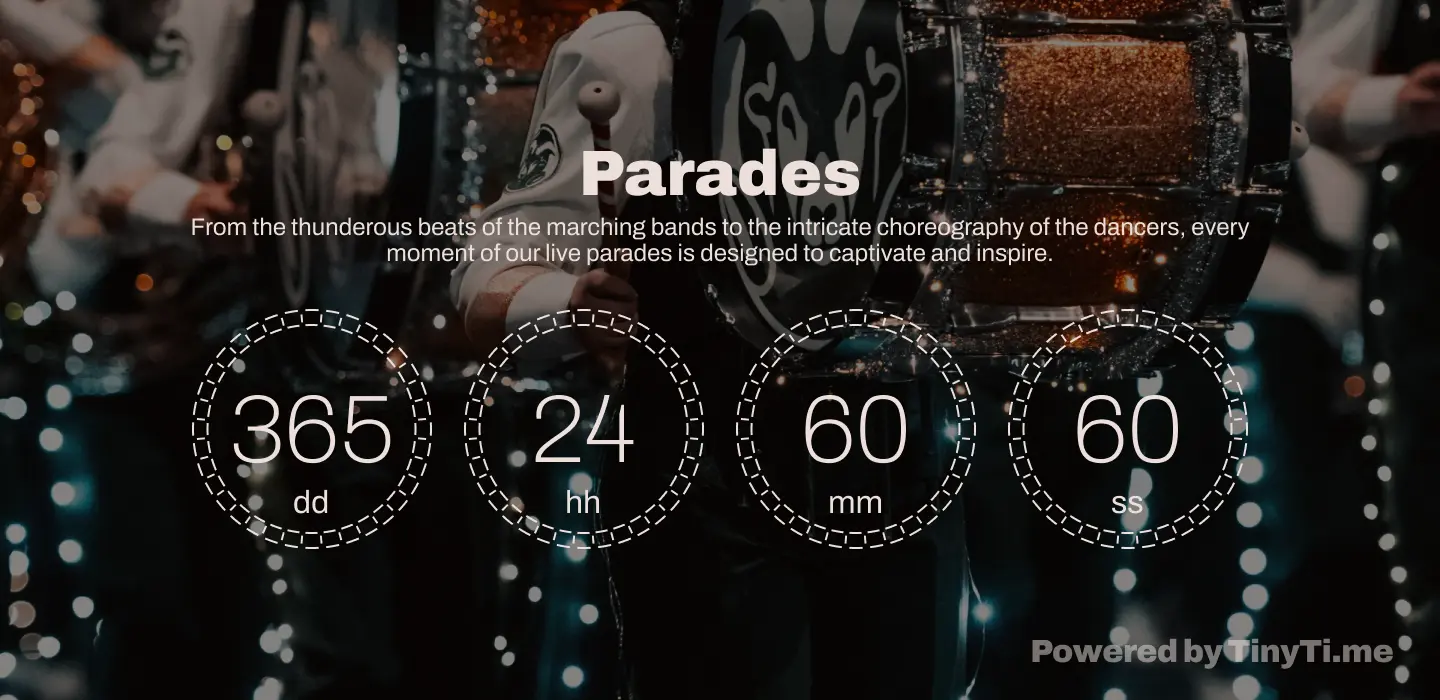 Parades
From the thunderous beats of the marching bands to the intricate choreography of the dancers, every
moment of our live parades is designed to captivate and inspire.
365 24 60 60
dd hh mm ss
Powered by TinyTi.me